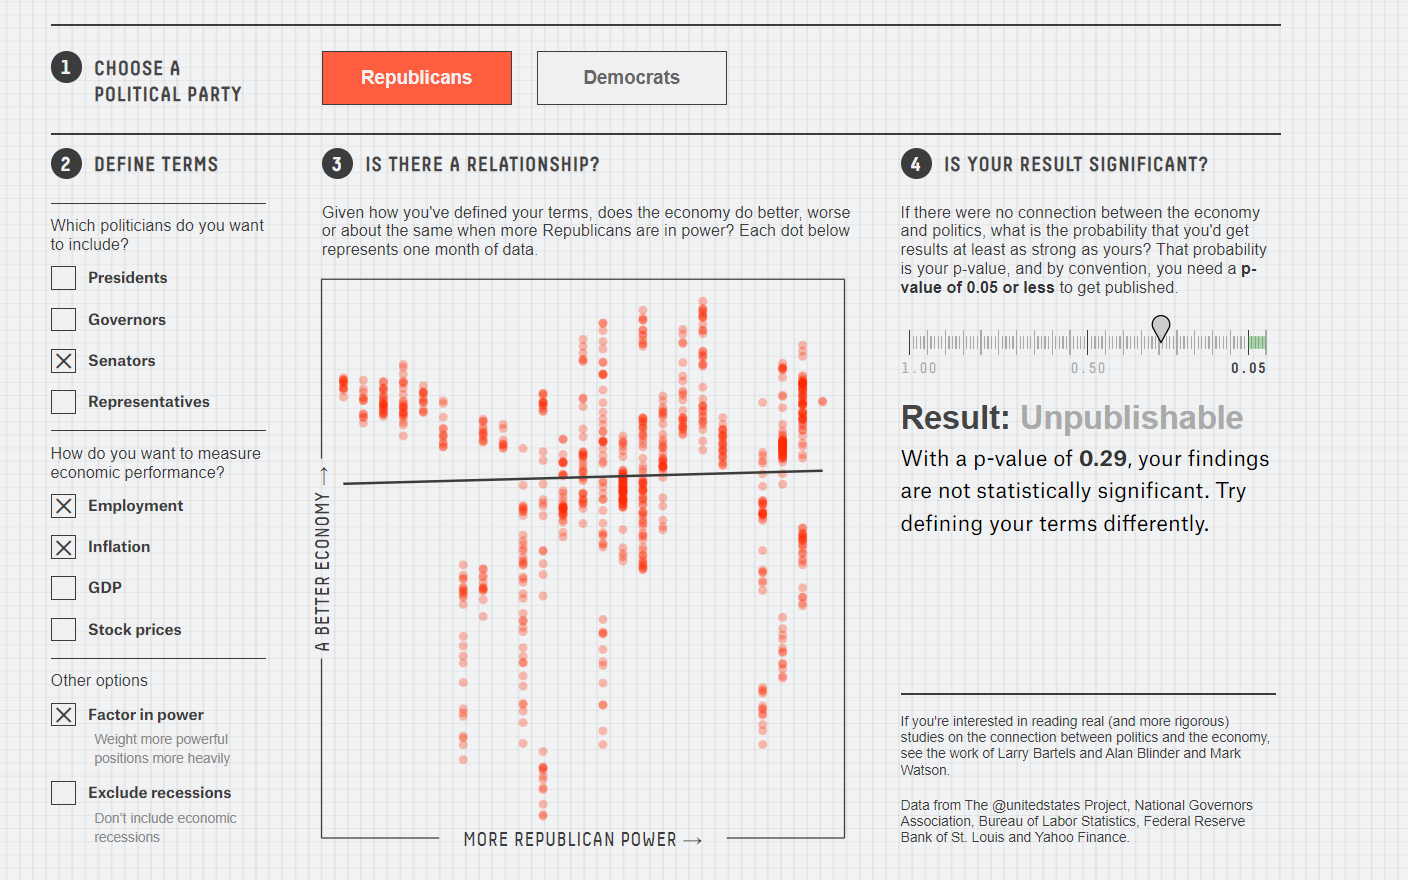 1 CHOOSE A
POLITICAL PARTY
Republicans
Democrats
2 DEFINE TERMS
Which politicians do you want
to include?
Presidents
Governors
Senators
Representatives
How do you want to measure
economic performance?
Employment
Inflation
GDP
Stock prices
Other options
Factor in power
Weight more powerful
positions more heavily
Exclude recessions
Don't include economic
recessions
3 IS THERE A RELATIONSHIP?
Given how you've defined your terms, does the economy do better, worse
or about the same when more Republicans are in power? Each dot below
represents one month of data.
A BETTER ECONOMY →
MORE REPUBLICAN POWER →
4 IS YOUR RESULT SIGNIFICANT?
If there were no connection between the economy
and politics, what is the probability that you'd get
results at least as strong as yours? That probability
is your p-value, and by convention, you need a p-
value of 0.05 or less to get published.
1.00 0.50 0.05
Result: Unpublishable
With a p-value of 0.29, your findings
are not statistically significant. Try
defining your terms differently.
If you're interested in reading real (and more rigorous)
studies on the connection between politics and the economy,
see the work of Larry Bartels and Alan Blinder and Mark
Watson.
Data from The @unitedstates Project, National Governors
Association, Bureau of Labor Statistics, Federal Reserve
Bank of St. Louis and Yahoo Finance.